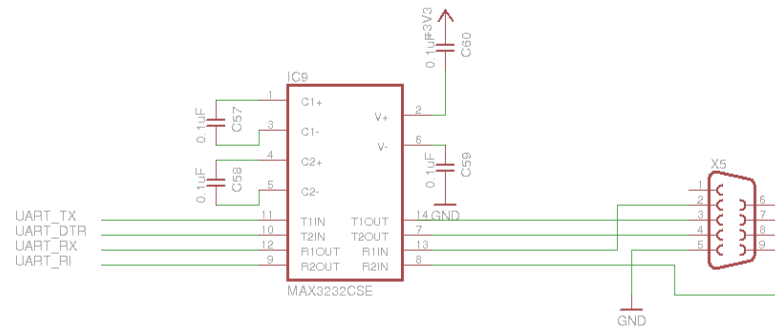 +3V3
0.1uF
C60
IC9
1
C1+
0.1uF
C57
V+
2
3
C1-
4
C2+
V-
6
0.1uF
C59
X5
0.1uF
C58
5
C2-
1
2
6
UART_TX
11
T1IN
T1OUT
14
GND
3
7
UART_DTR
10
T2IN
T2OUT
7
4
8
UART_RX
12
R1OUT
R1IN
13
5
9
UART_RI
9
R2OUT
R2IN
8
MAX3232CSE
GND